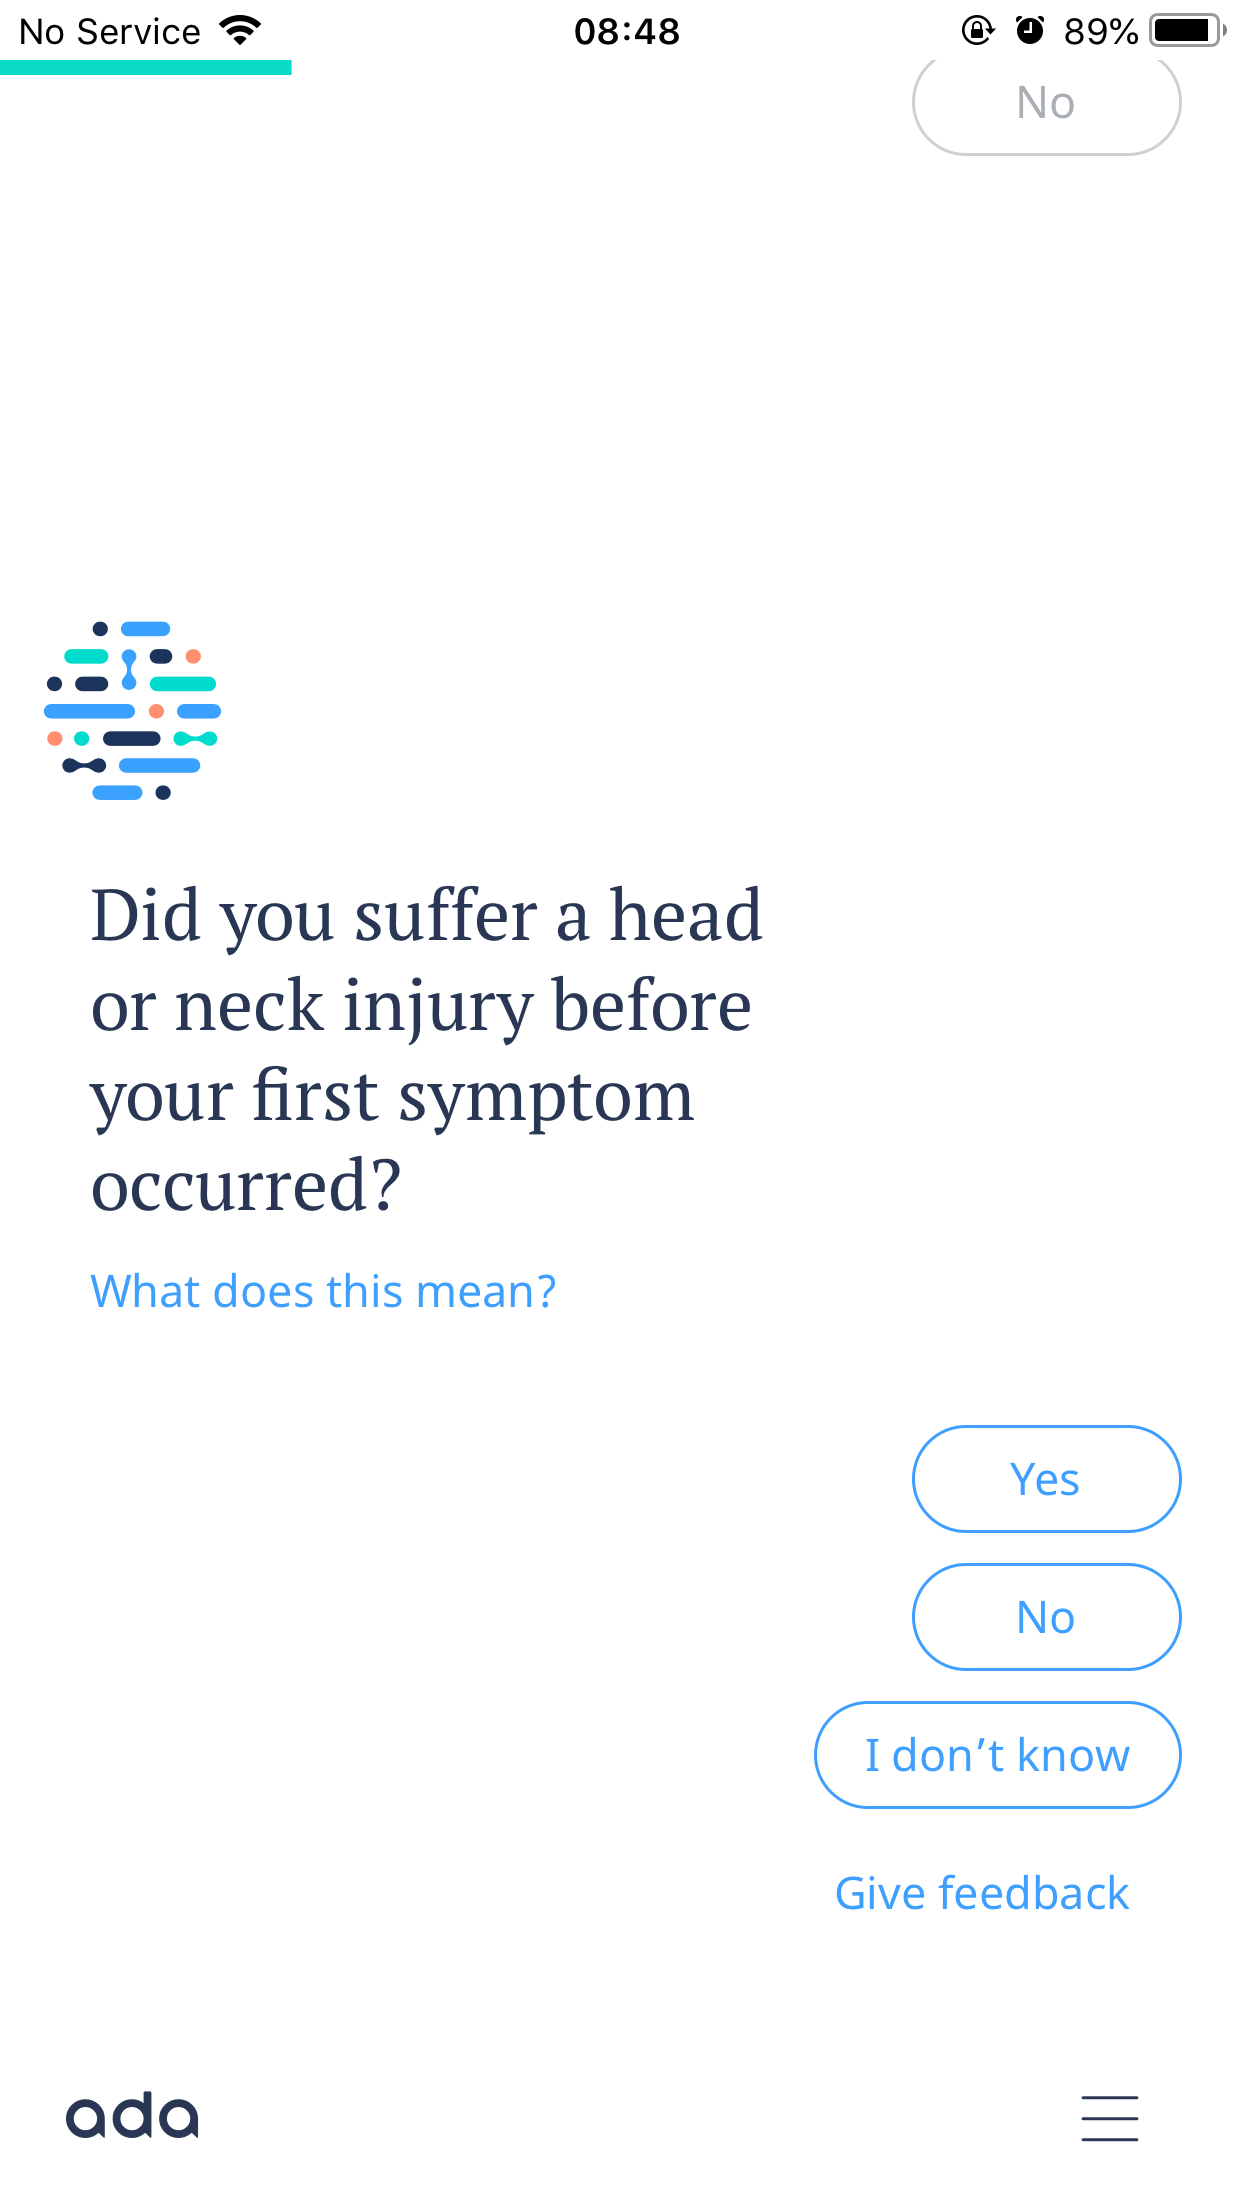 No Service 08:48 89%
No
Did you suffer a head
or neck injury before
your first symptom
occurred?
What does this mean?
Yes
No
I don’t know
Give feedback
ada